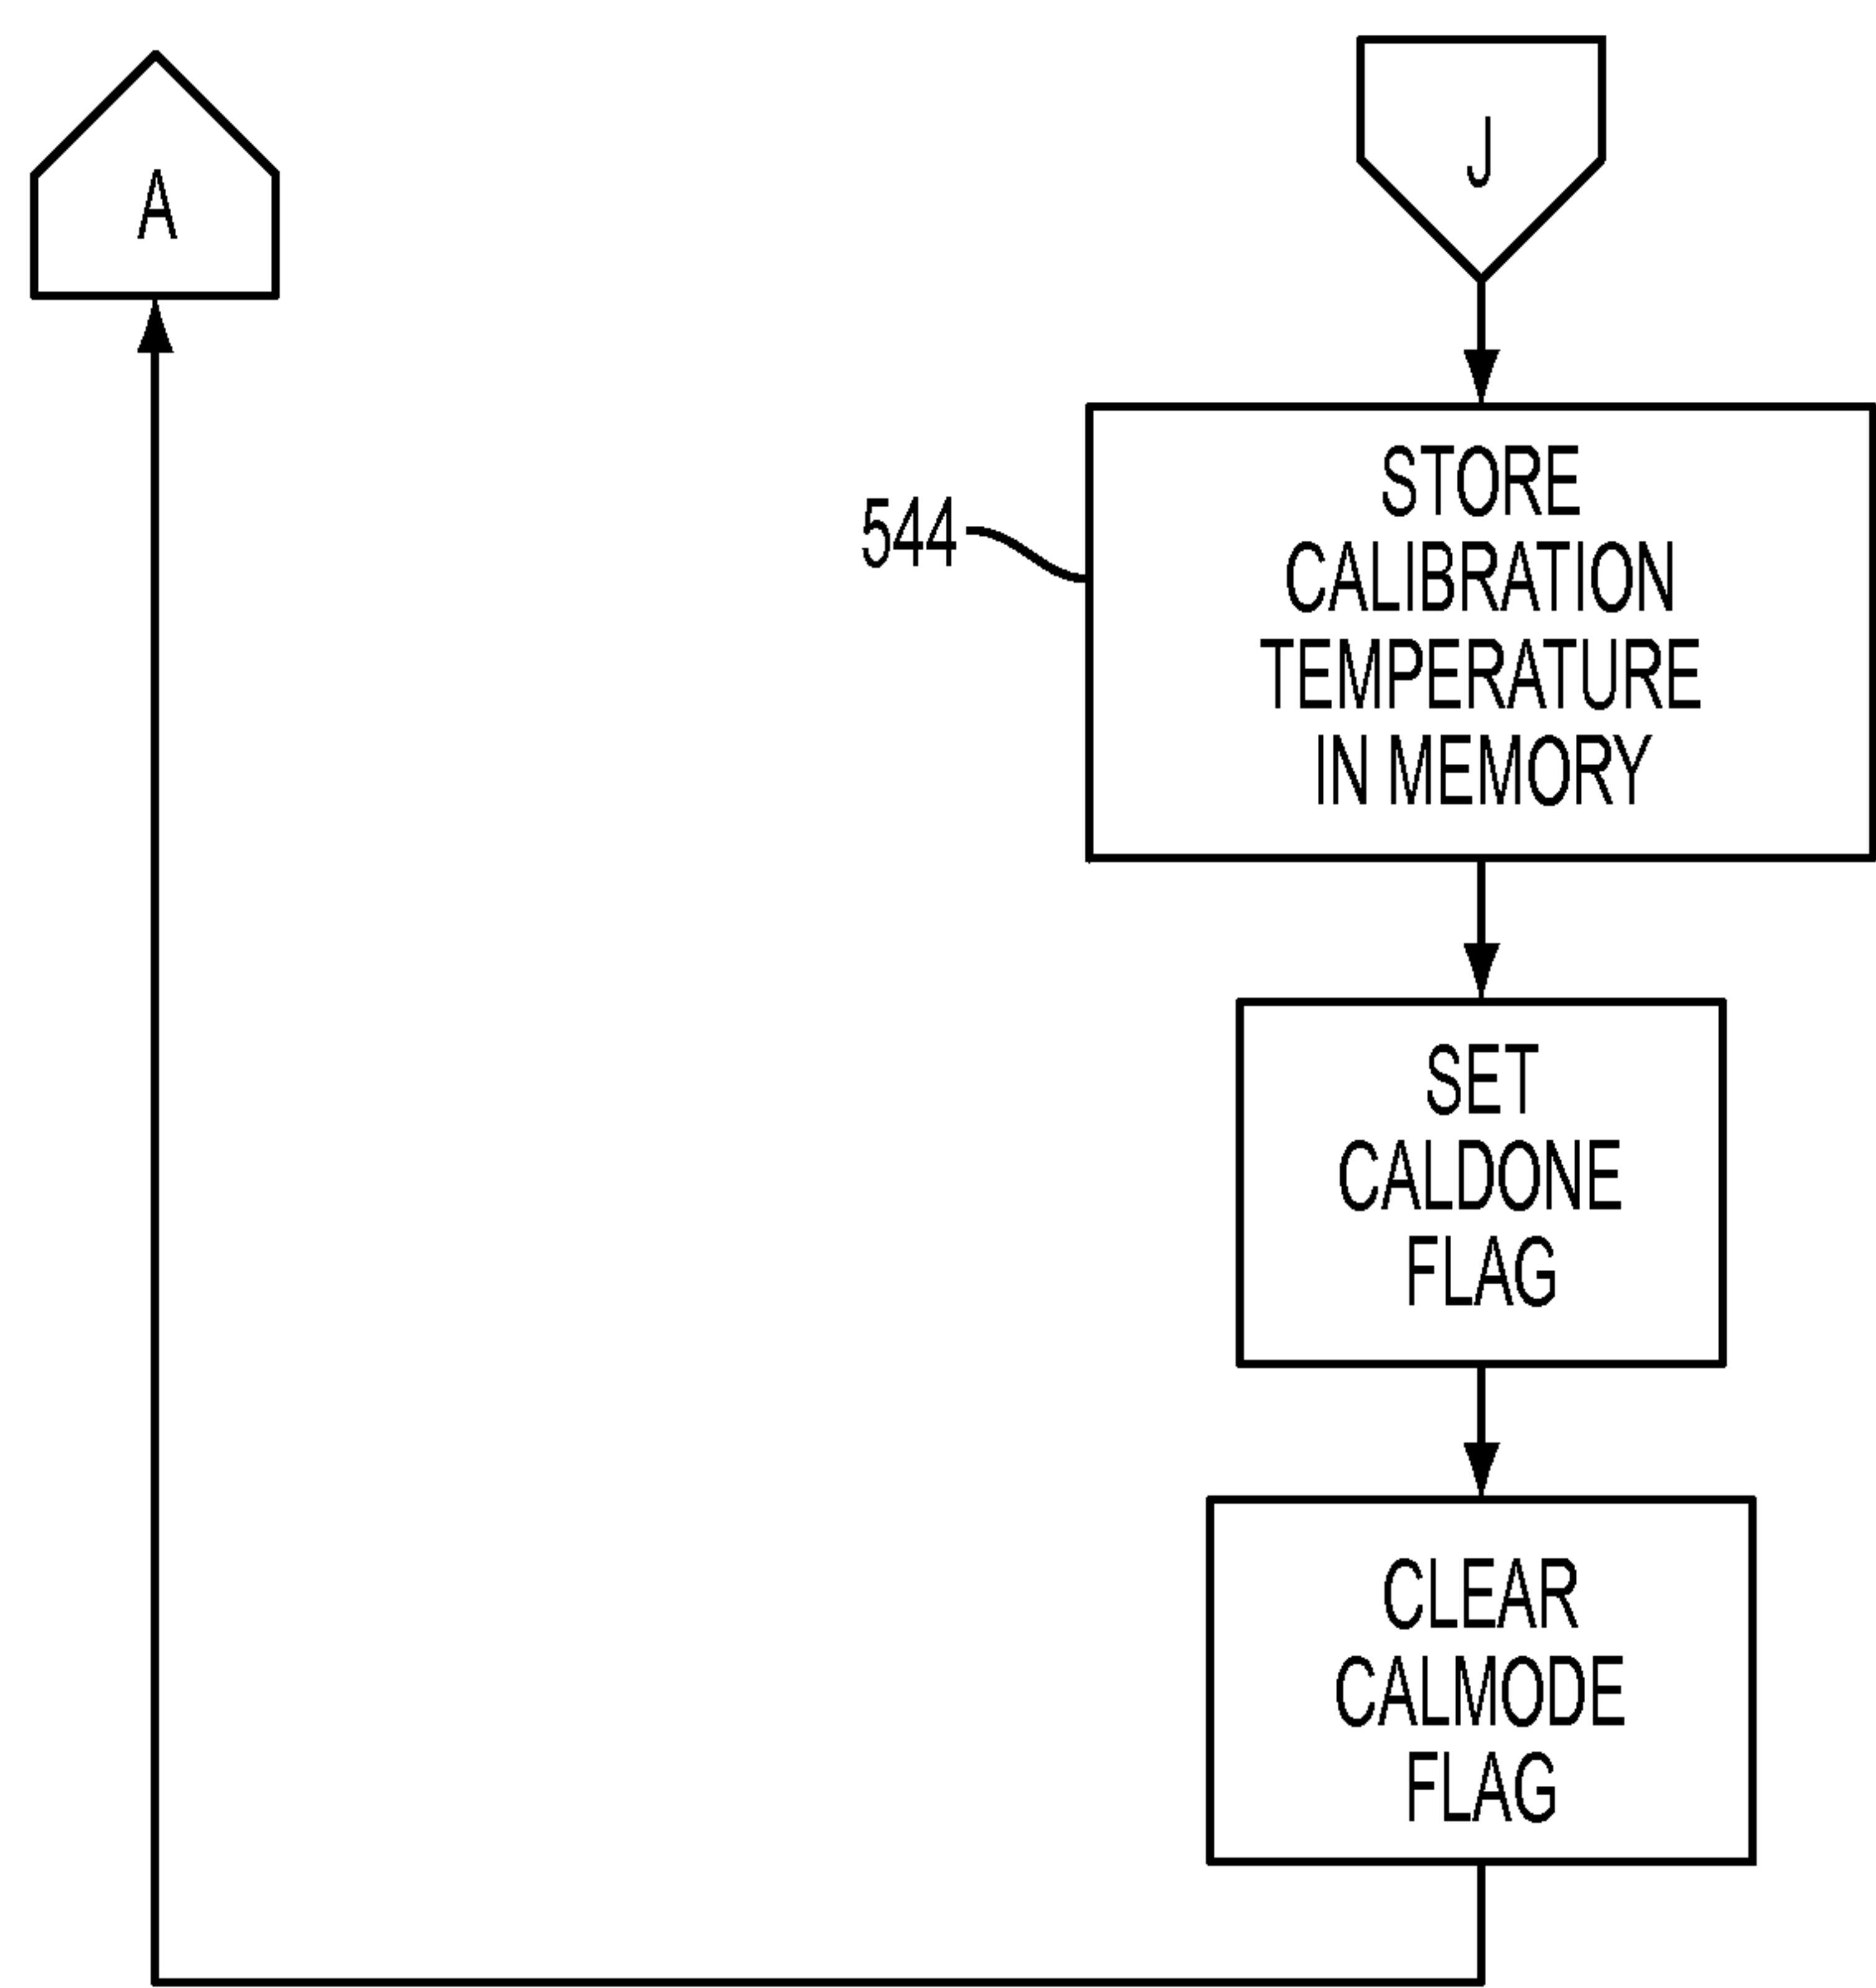 A
J
544
STORE
CALIBRATION
TEMPERATURE
IN MEMORY
SET
CALDONE
FLAG
CLEAR
CALMODE
FLAG